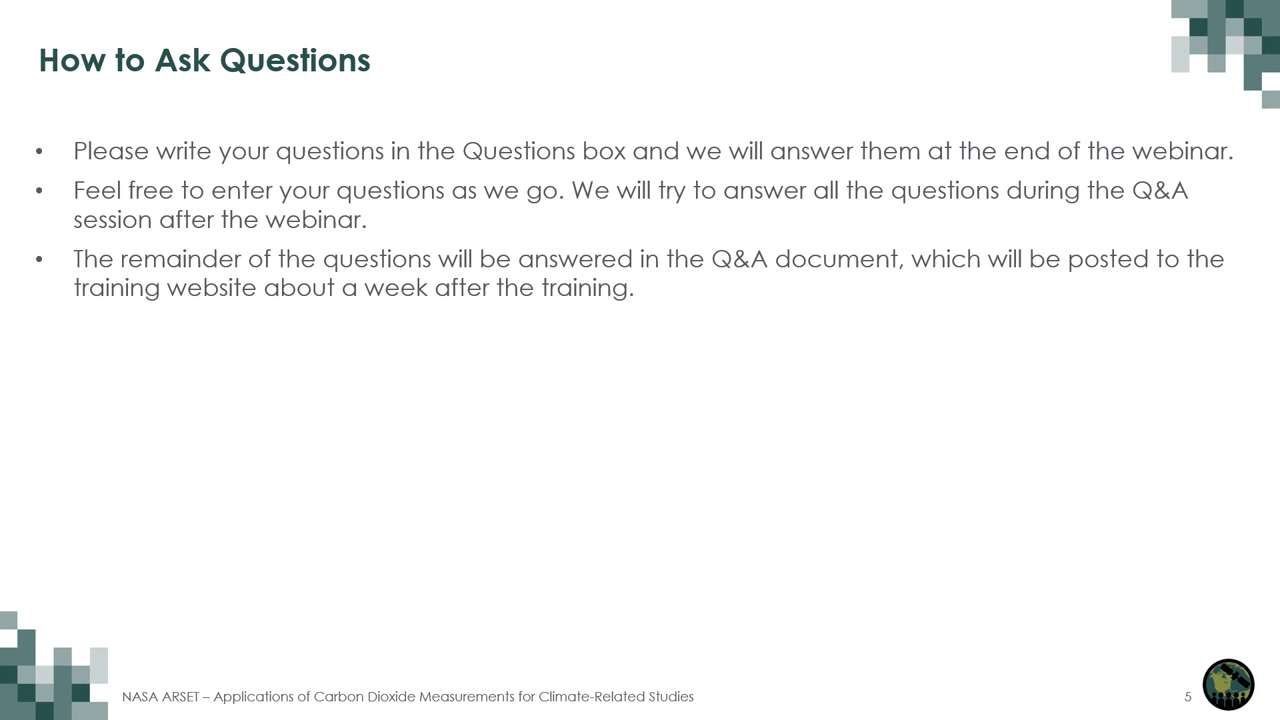 How to Ask Questions
• Please write your questions in the Questions box and we will answer them at the end of the webinar.
• Feel free to enter your questions as we go. We will try to answer all the questions during the Q&A
session after the webinar.
• The remainder of the questions will be answered in the Q&A document, which will be posted to the
training website about a week after the training.
NASA ARSET – Applications of Carbon Dioxide Measurements for Climate-Related Studies
5